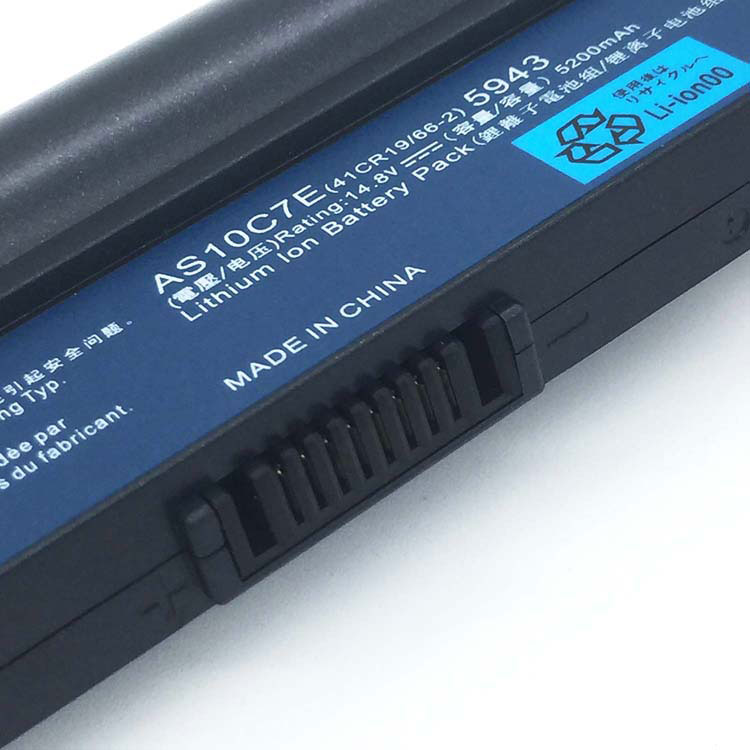 AS10C7E(41CR19/66-2)5943
(電壓/电压)Rating:14.8V⎓(容量/容量)5200mAh
Lithium Ion Battery Pack(鋰離子電池組/锂离子电池组)
MADE IN CHINA
引起安全问题。
Typ.
par
du fabricant.
使用後は
リサイクルへ
Li-ion00